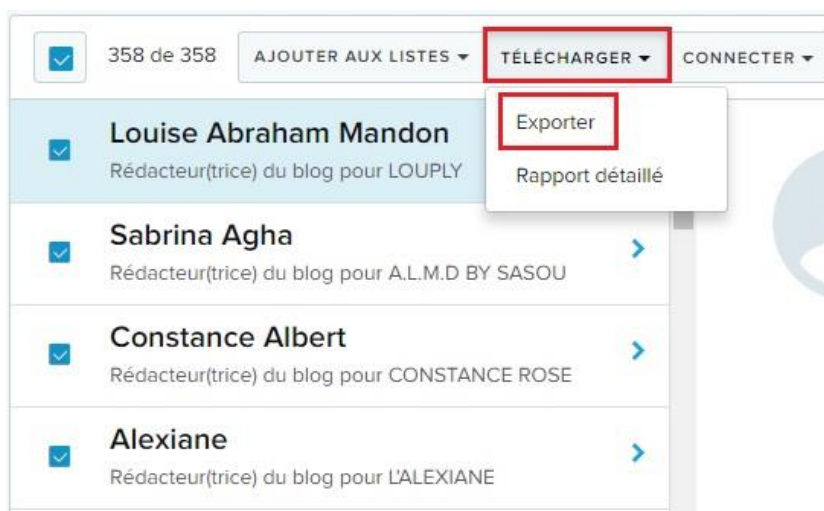 358 de 358 AJOUTER AUX LISTES TÉLÉCHARGER CONNECTER
Exporter
Rapport détaillé
Louise Abraham Mandon
Rédacteur(trice) du blog pour LOUPLY
Sabrina Agha
Rédacteur(trice) du blog pour A.L.M.D BY SASOU
Constance Albert
Rédacteur(trice) du blog pour CONSTANCE ROSE
Alexiane
Rédacteur(trice) du blog pour L'ALEXIANE